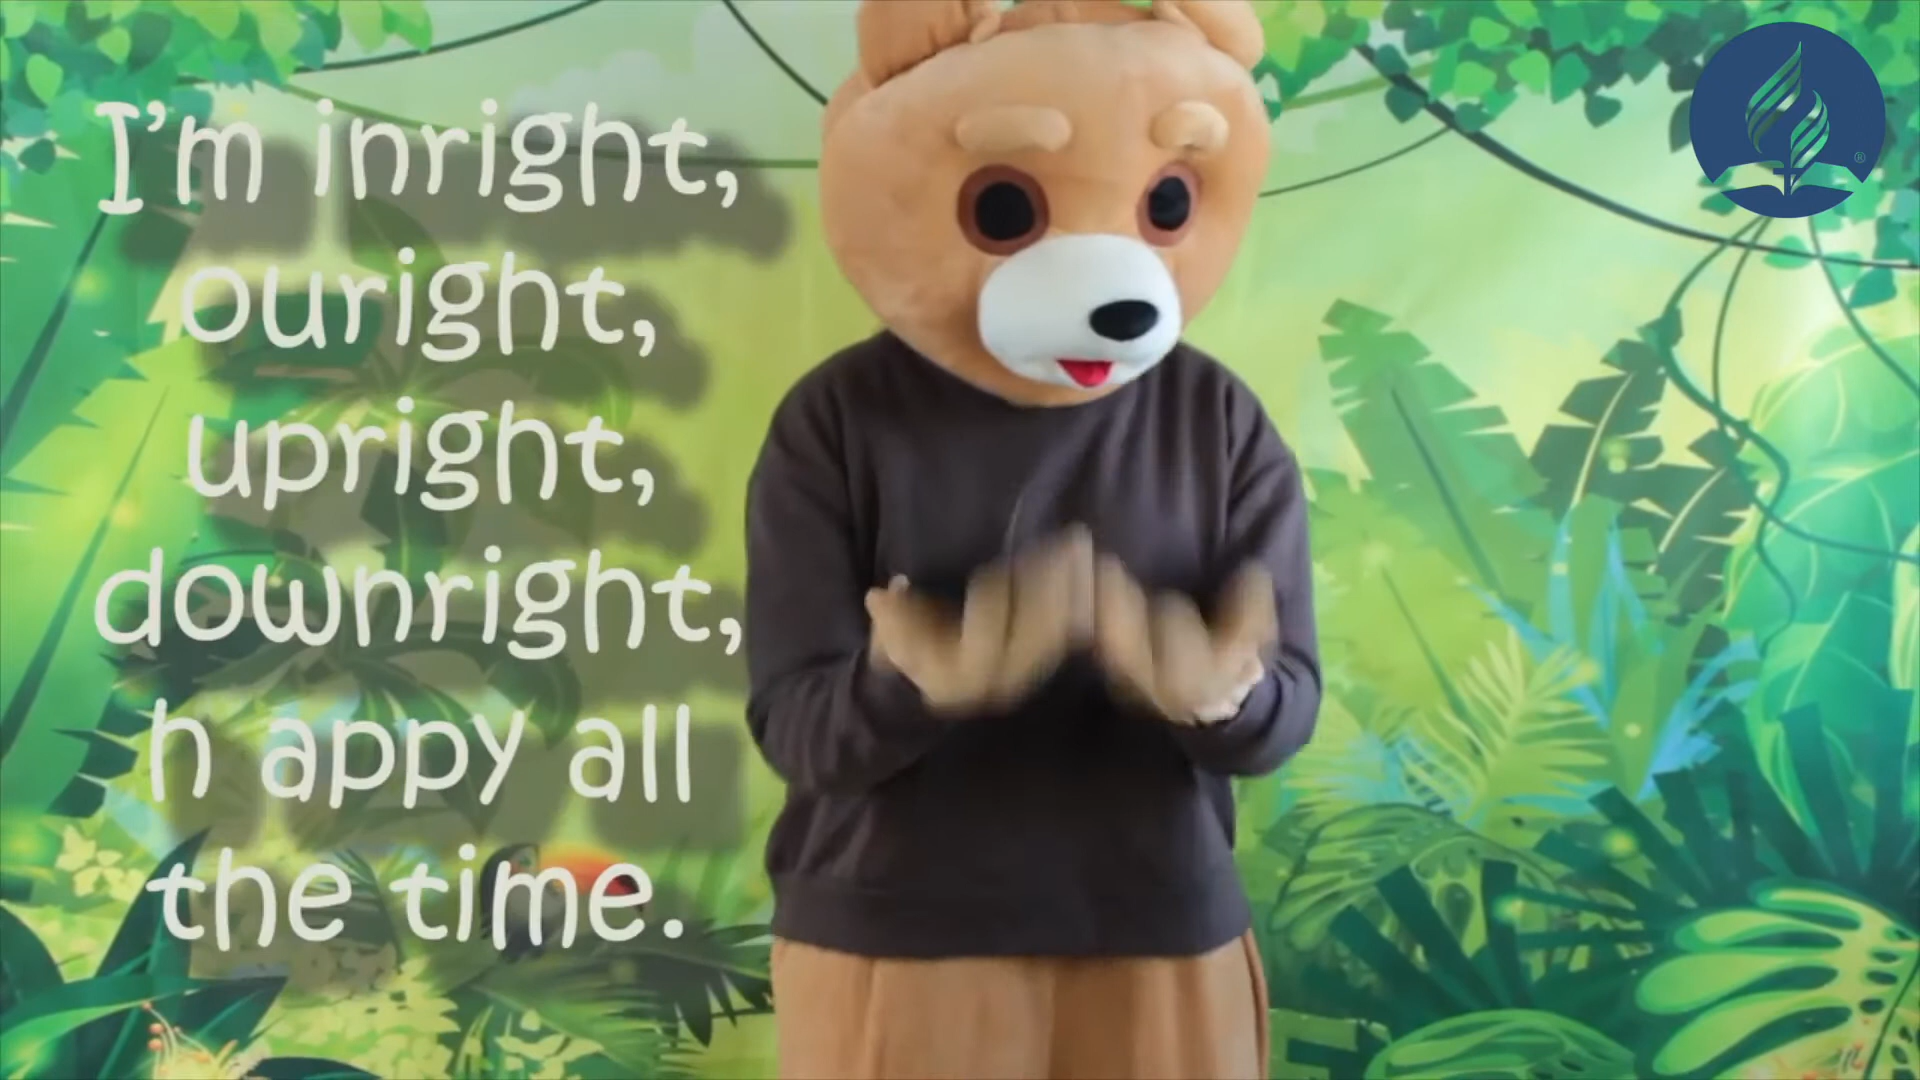 I'm inright,
ouright,
upright,
downright,
h appy all
the time.
®